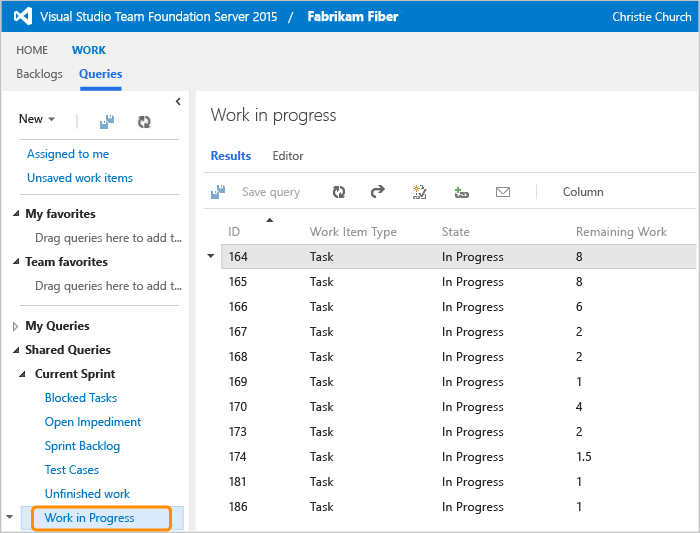 Visual Studio Team Foundation Server 2015 / Fabrikam Fiber Christie Church
HOME WORK
Backlogs Queries
New
Assigned to me
Unsaved work items
My favorites
Drag queries here to add t...
Team favorites
Drag queries here to add t...
My Queries
Shared Queries
Current Sprint
Blocked Tasks
Open Impediment
Sprint Backlog
Test Cases
Unfinished work
Work in Progress
Work in progress
Results Editor
Save query Column
ID Work Item Type State Remaining Work
164 Task In Progress 8
165 Task In Progress 8
166 Task In Progress 6
167 Task In Progress 2
168 Task In Progress 2
169 Task In Progress 1
170 Task In Progress 4
173 Task In Progress 2
174 Task In Progress 1.5
181 Task In Progress 1
186 Task In Progress 1